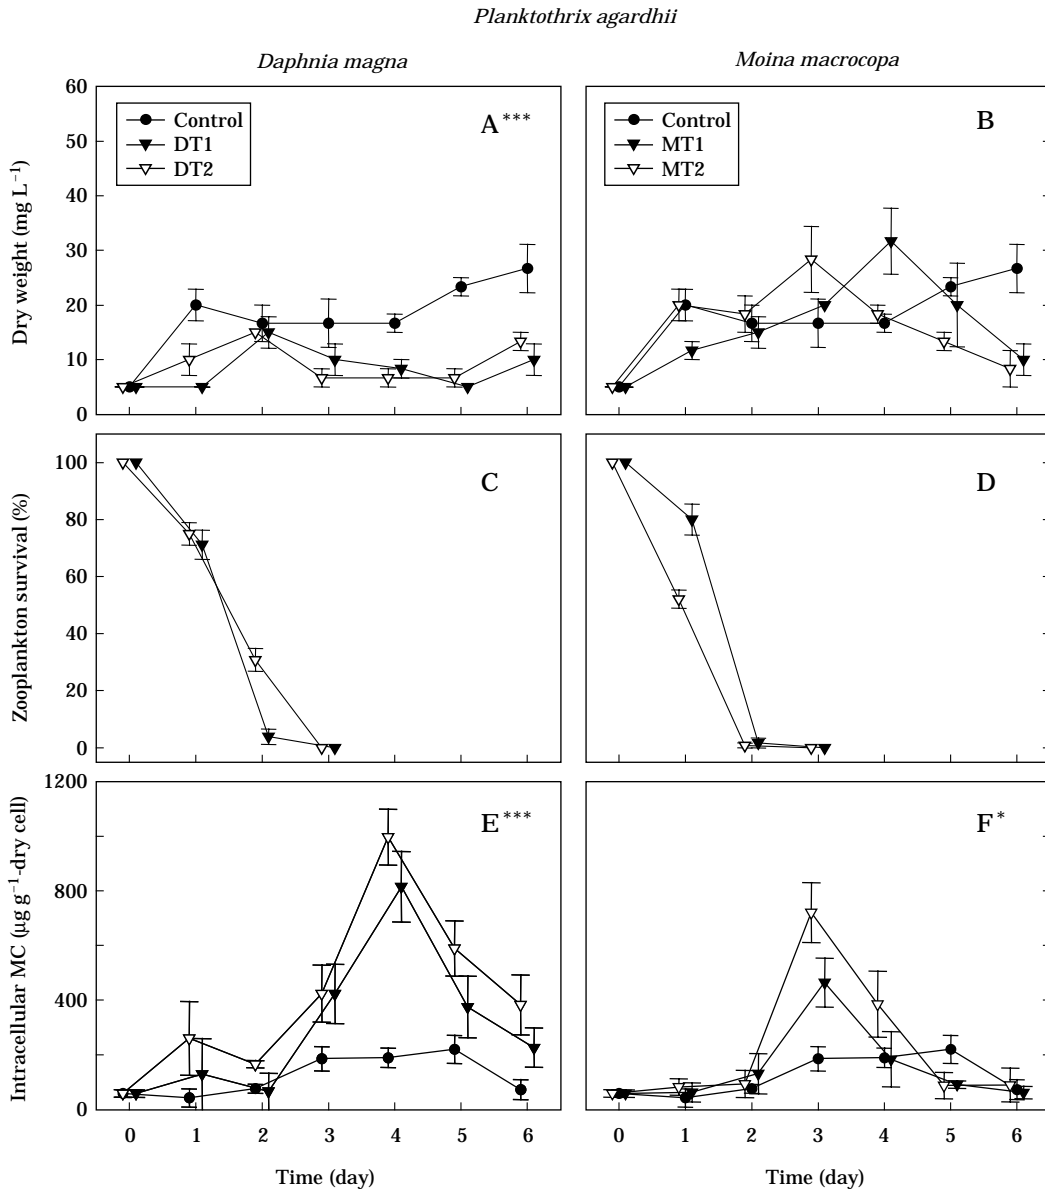 Planktothrix agardhii
Daphnia magna
Moina macrocopa
Dry weight (mg L⁻¹)
60
50
40
30
20
10
0
Control
DT1
DT2
A***
Control
MT1
MT2
B
Zooplankton survival (%)
100
80
60
40
20
0
C
D
Intracellular MC (μg g⁻¹-dry cell)
1200
800
400
0
E***
F*
0 1 2 3 4 5 6
0 1 2 3 4 5 6
Time (day)
Time (day)